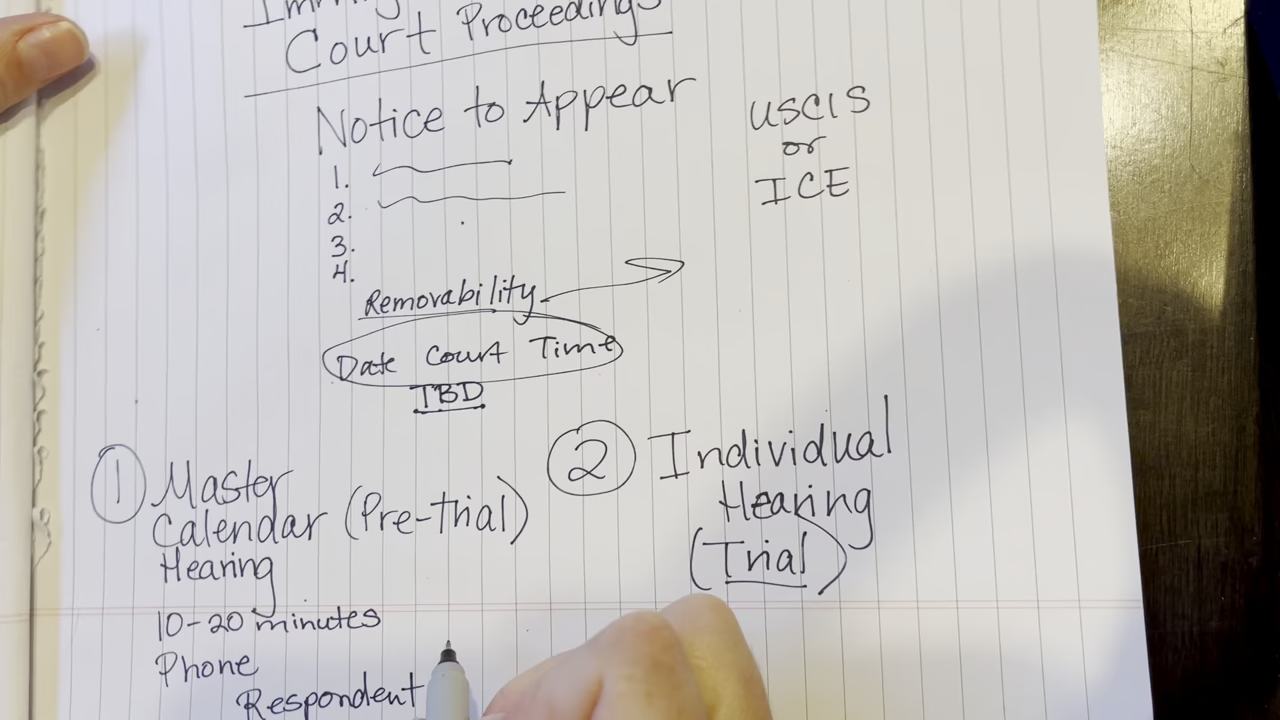 Court Proceedings
Notice to Appear
USCIS
or
ICE
1.
2.
3.
4.
Removability
Date Court Time
TBD
1 Master
Calendar (Pre-trial)
Hearing
10-20 minutes
Phone
Respondent
2 Individual
Hearing
(Trial)